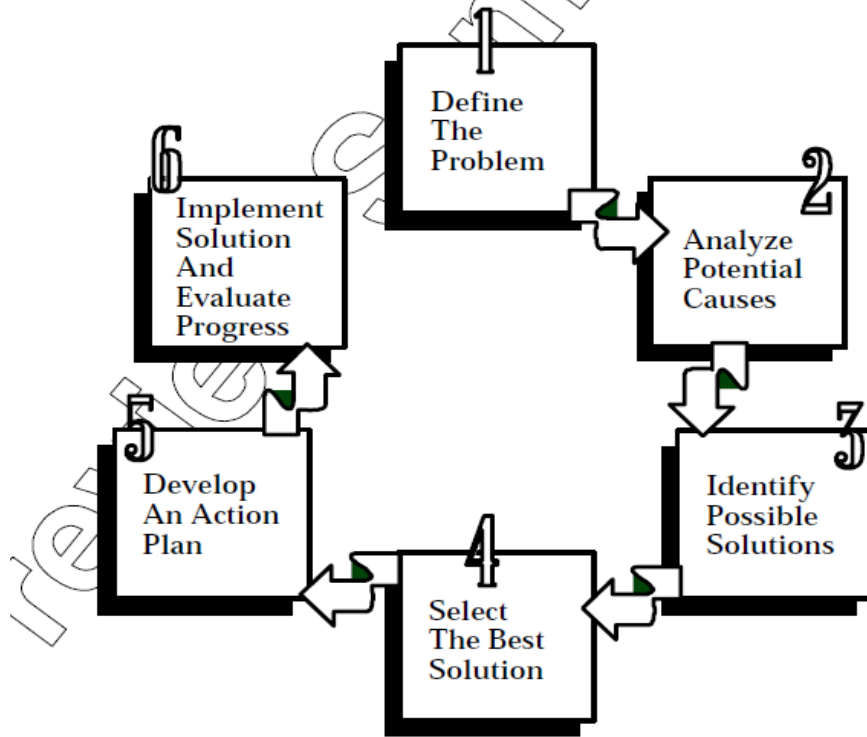 1
Define
The
Problem
2
Analyze
Potential
Causes
3
Identify
Possible
Solutions
4
Select
The Best
Solution
5
Develop
An Action
Plan
6
Implement
Solution
And
Evaluate
Progress